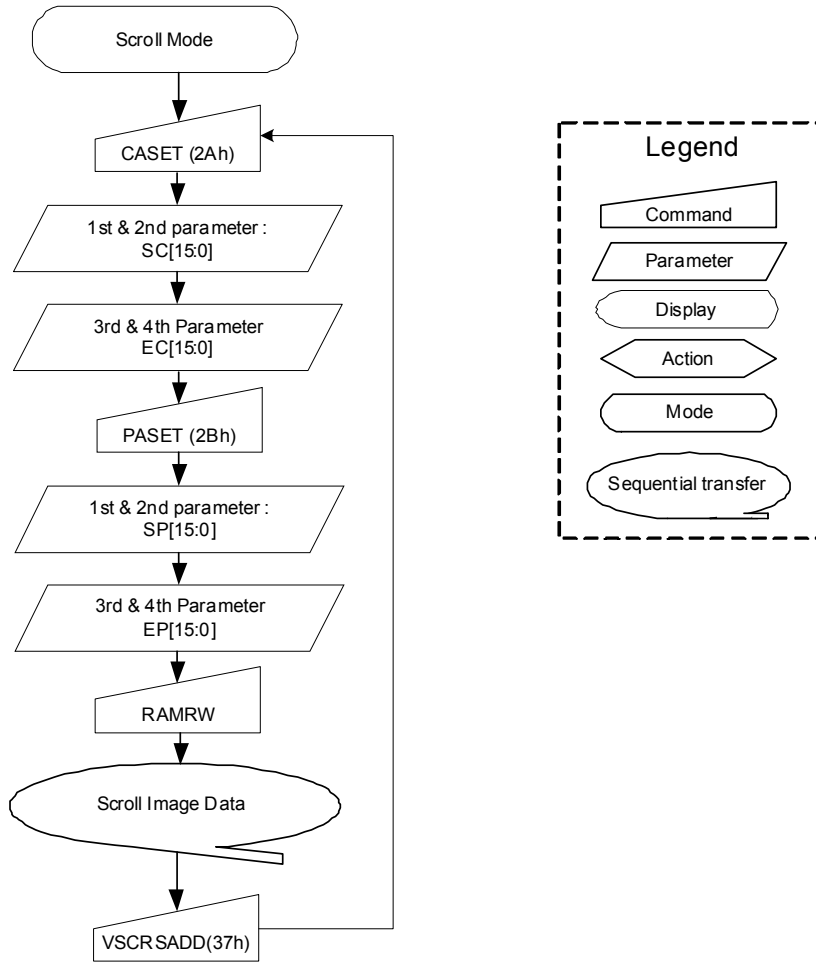 Scroll Mode
CASET (2Ah)
1st & 2nd parameter :
SC[15:0]
3rd & 4th Parameter
EC[15:0]
PASET (2Bh)
1st & 2nd parameter :
SP[15:0]
3rd & 4th Parameter
EP[15:0]
RAMRW
Scroll Image Data
VSCRSADD(37h)
Legend
Command
Parameter
Display
Action
Mode
Sequential transfer